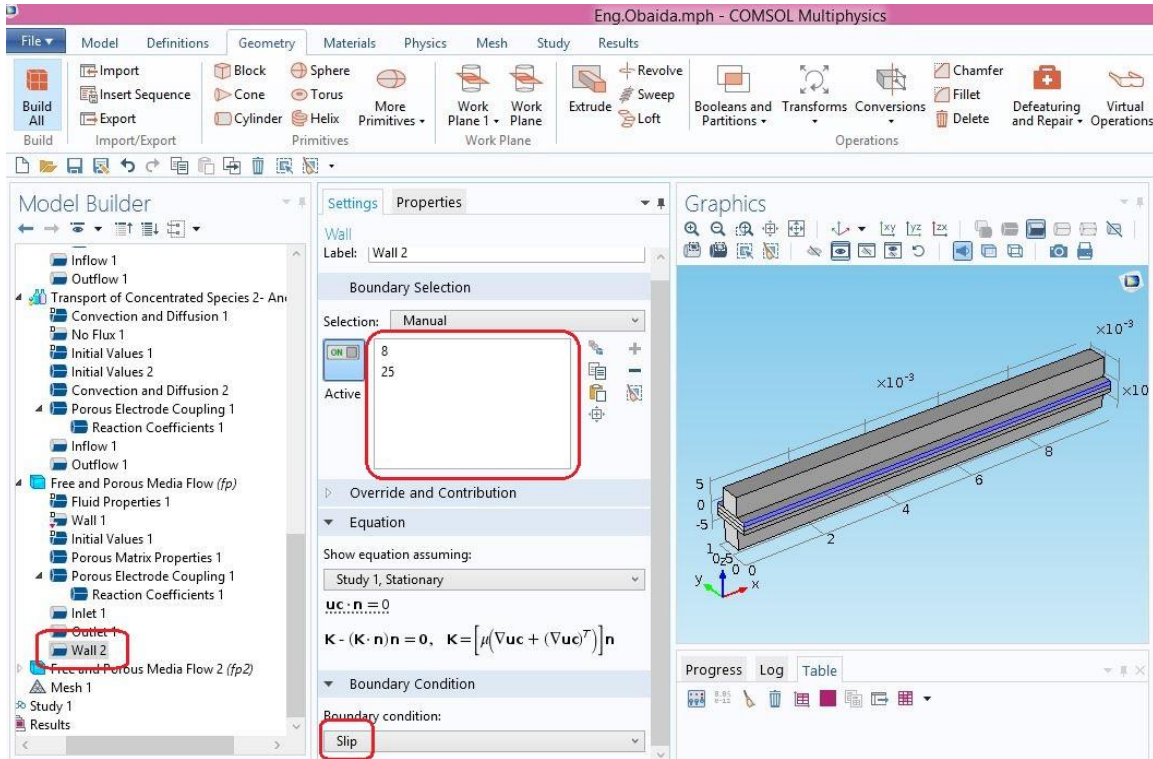 Eng.Obaida.mph - COMSOL Multiphysics
File Model Definitions Geometry Materials Physics Mesh Study Results
Build All
Import
Insert Sequence
Export
Block
Cone
Cylinder
Sphere
Torus
Helix
More Primitives
Work Plane 1
Work Plane
Extrude
Revolve
Sweep
Loft
Booleans and Partitions
Transforms
Conversions
Chamfer
Fillet
Delete
Defeaturing and Repair
Virtual Operations
Build Import/Export Primitives Work Plane Operations
Model Builder
Inflow 1
Outflow 1
Transport of Concentrated Species 2- An
Convection and Diffusion 1
No Flux 1
Initial Values 1
Initial Values 2
Convection and Diffusion 2
Porous Electrode Coupling 1
Reaction Coefficients 1
Inflow 1
Outflow 1
Free and Porous Media Flow (fp)
Fluid Properties 1
Wall 1
Initial Values 1
Porous Matrix Properties 1
Porous Electrode Coupling 1
Reaction Coefficients 1
Inlet 1
Outlet 1
Wall 2
Free and Porous Media Flow 2 (fp2)
Mesh 1
Study 1
Results
Settings Properties
Wall
Label: Wall 2
Boundary Selection
Selection: Manual
ON
Active
8
25
Override and Contribution
Equation
Show equation assuming:
Study 1, Stationary
uc · n = 0
K - (K · n)n = 0, K = [μ(∇uc + (∇uc)ᵀ)]n
Boundary Condition
Boundary condition:
Slip
Graphics
xy yz zx
×10⁻³
×10⁻³
×10
8
6
4
2
0
5
0
-5
1
0.5
0
z
y
x
Progress Log Table
8.85
e-12